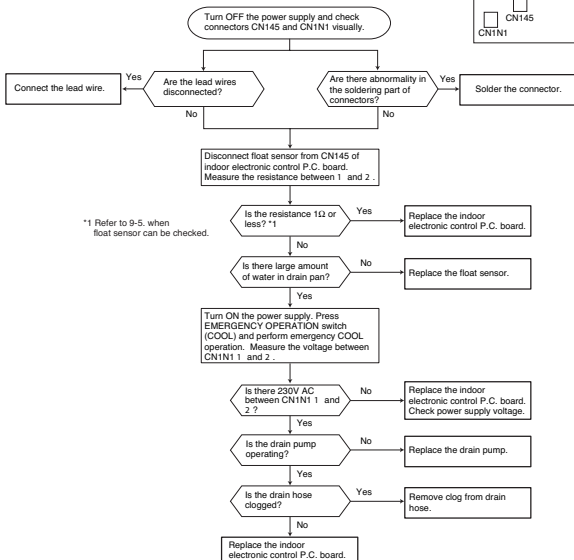 Turn OFF the power supply and check
connectors CN145 and CN1N1 visually.
CN145
CN1N1
Connect the lead wire.
Yes
Are the lead wires
disconnected?
No
Are there abnormality in
the soldering part of
connectors?
Yes
Solder the connector.
No
Disconnect float sensor from CN145 of
indoor electronic control P.C. board.
Measure the resistance between 1 and 2 .
*1 Refer to 9-5. when
float sensor can be checked.
Is the resistance 1Ω or
less? *1
Yes
Replace the indoor
electronic control P.C. board.
No
Is there large amount
of water in drain pan?
No
Replace the float sensor.
Yes
Turn ON the power supply. Press
EMERGENCY OPERATION switch
(COOL) and perform emergency COOL
operation. Measure the voltage between
CN1N1 1 and 2 .
Is there 230V AC
between CN1N1 1 and
2 ?
No
Replace the indoor
electronic control P.C. board.
Check power supply voltage.
Yes
Is the drain pump
operating?
No
Replace the drain pump.
Yes
Is the drain hose
clogged?
Yes
Remove clog from drain
hose.
No
Replace the indoor
electronic control P.C. board.